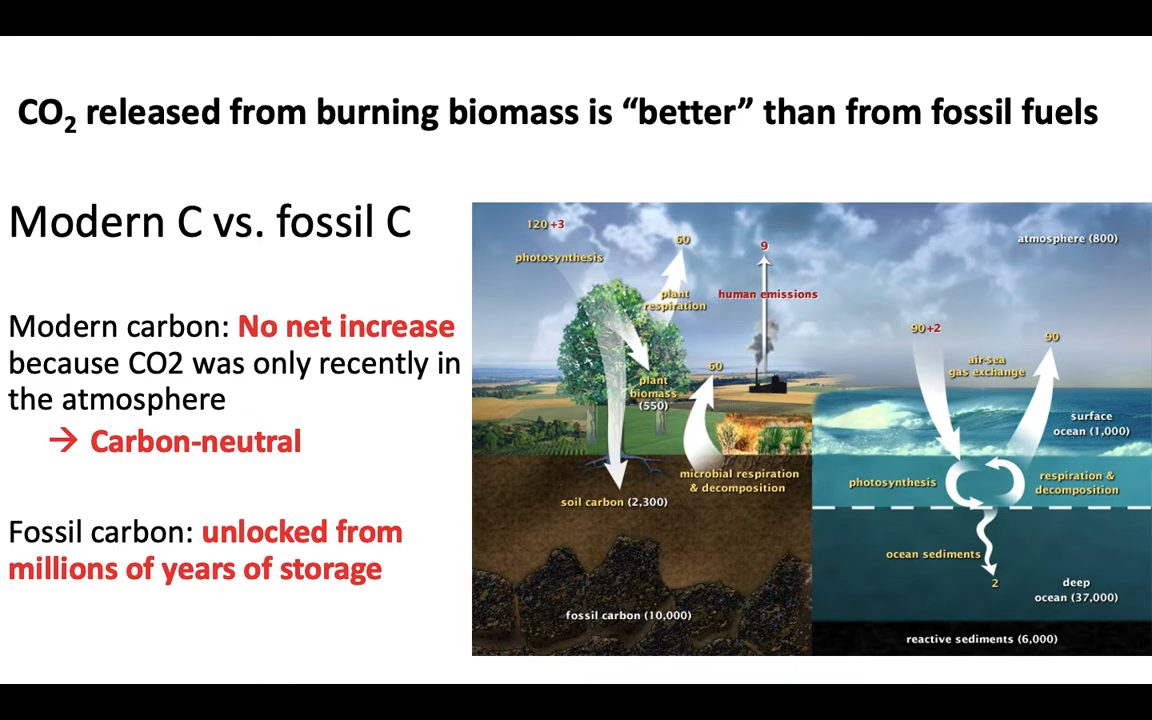 CO₂ released from burning biomass is “better” than from fossil fuels
Modern C vs. fossil C
Modern carbon: No net increase
because CO2 was only recently in
the atmosphere
→ Carbon-neutral
Fossil carbon: unlocked from
millions of years of storage
120+3
photosynthesis
60
plant
respiration
9
human emissions
atmosphere (800)
plant
biomass
(550)
60
90+2
air-sea
gas exchange
90
surface
ocean (1,000)
microbial respiration
& decomposition
soil carbon (2,300)
photosynthesis
respiration &
decomposition
ocean sediments
2
deep
ocean (37,000)
fossil carbon (10,000)
reactive sediments (6,000)